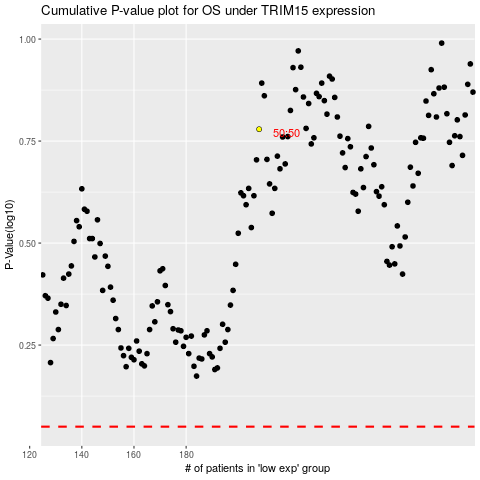 Cumulative P-value plot for OS under TRIM15 expression
P-Value(log10)
1.00
0.75
0.50
0.25
50:50
120 140 160 180
# of patients in 'low exp' group